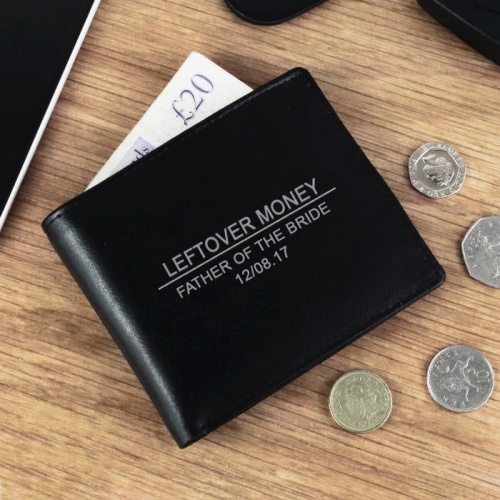 £20
LEFTOVER MONEY
FATHER OF THE BRIDE
12/08.17